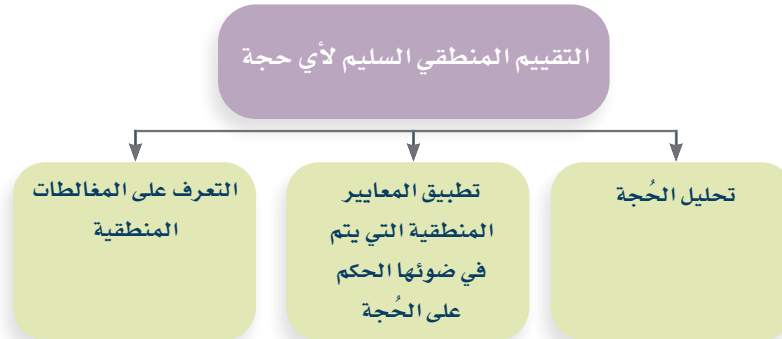 التقييم المنطقي السليم لأي حجة
تحليل الحُجة
تطبيق المعايير
المنطقية التي يتم
في ضوئها الحكم
على الحُجة
التعرف على المغالطات
المنطقية